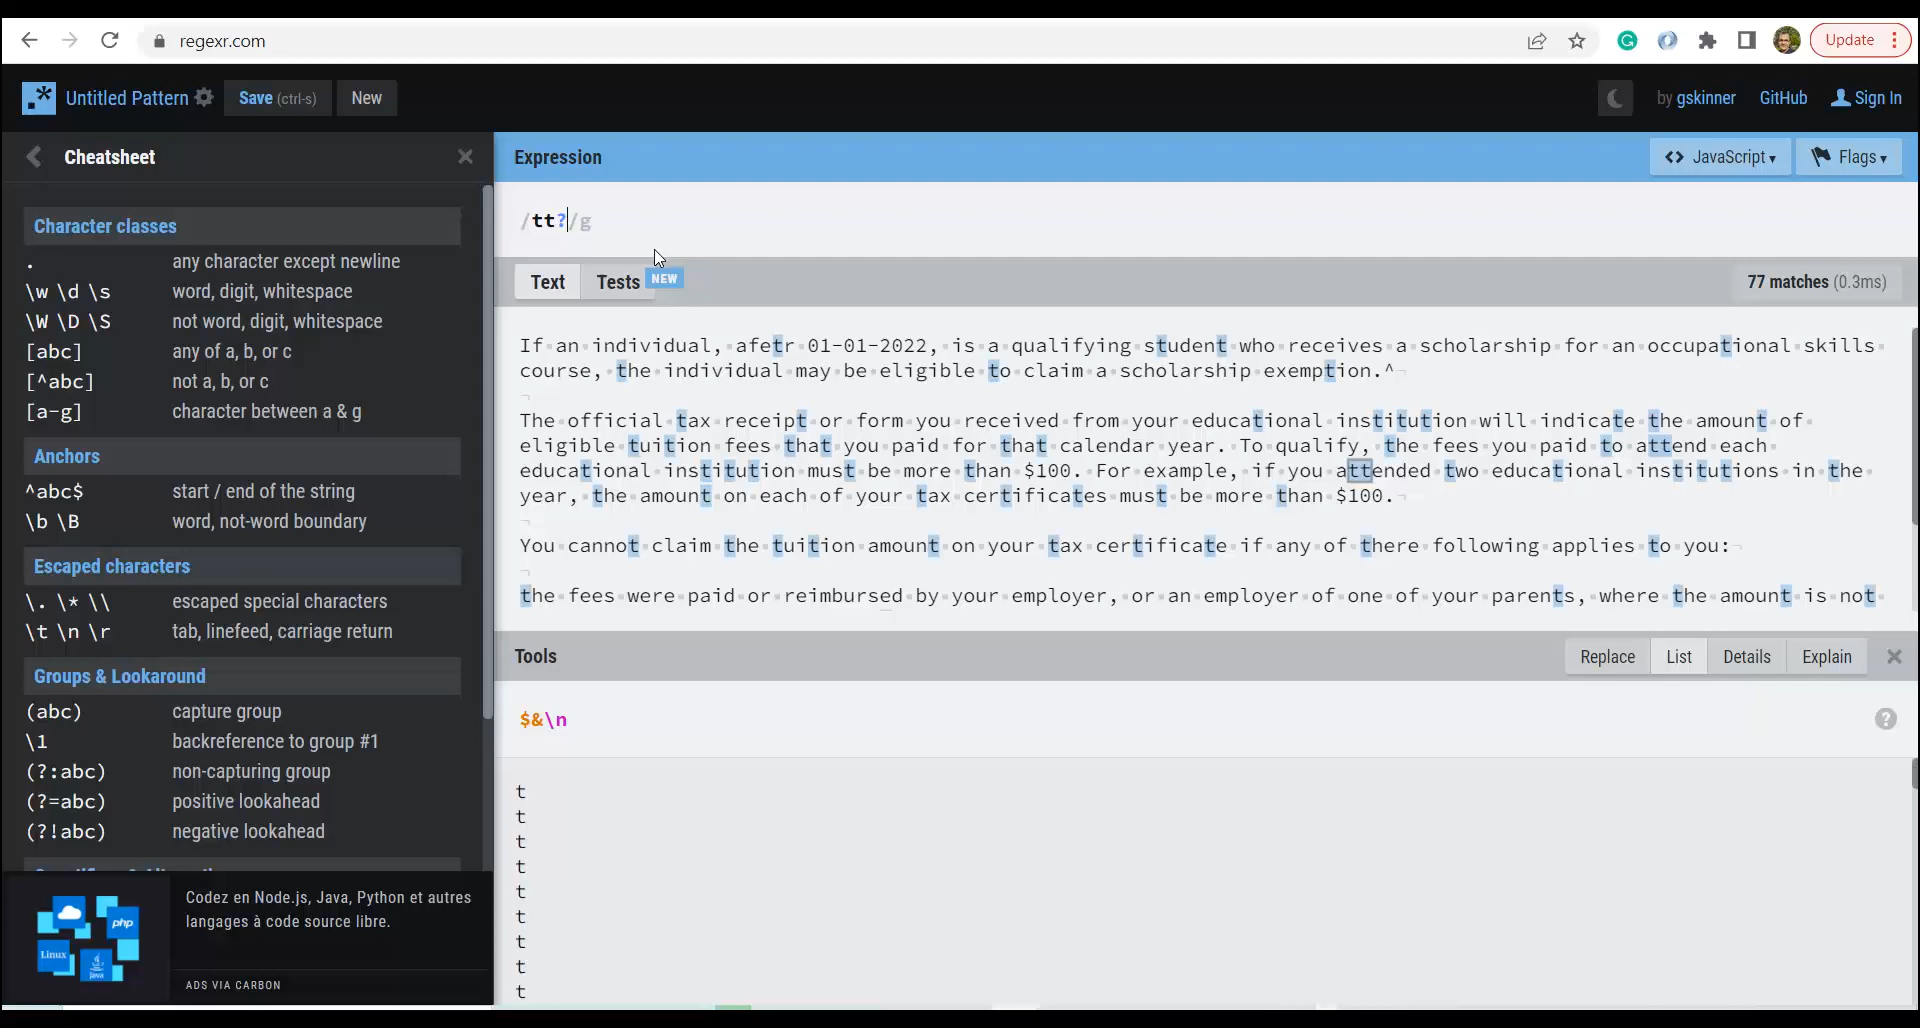 regexr.com
Update
.*
Untitled Pattern
Save (ctrl-s)
New
by gskinner
GitHub
Sign In
Cheatsheet
Character classes
. any character except newline
\w \d \s word, digit, whitespace
\W \D \S not word, digit, whitespace
[abc] any of a, b, or c
[^abc] not a, b, or c
[a-g] character between a & g
Anchors
^abc$ start / end of the string
\b \B word, not-word boundary
Escaped characters
\. \* \\ escaped special characters
\t \n \r tab, linefeed, carriage return
Groups & Lookaround
(abc) capture group
\1 backreference to group #1
(?:abc) non-capturing group
(?=abc) positive lookahead
(?!abc) negative lookahead
php
Linux
Java
Codez en Node.js, Java, Python et autres
langages à code source libre.
ADS VIA CARBON
Expression
<> JavaScript
Flags
/tt?/g
Text
Tests
NEW
77 matches (0.3ms)
If an individual, afetr 01-01-2022, is a qualifying student who receives a scholarship for an occupational skills
course, the individual may be eligible to claim a scholarship exemption.^
The official tax receipt or form you received from your educational institution will indicate the amount of
eligible tuition fees that you paid for that calendar year. To qualify, the fees you paid to attend each
educational institution must be more than $100. For example, if you attended two educational institutions in the
year, the amount on each of your tax certificates must be more than $100.
You cannot claim the tuition amount on your tax certificate if any of there following applies to you:
the fees were paid or reimbursed by your employer, or an employer of one of your parents, where the amount is not
Tools
Replace
List
Details
Explain
$&\n
?
t
t
t
t
t
t
t
t
t